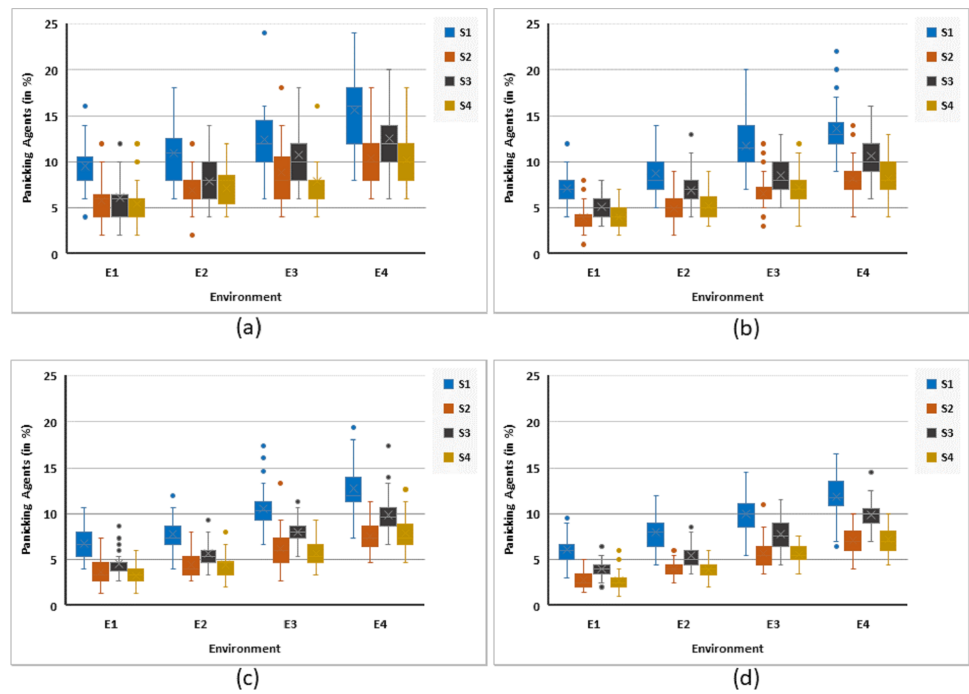 25
20
15
10
5
0
Panicking Agents (in %)
E1 E2 E3 E4
Environment
S1
S2
S3
S4
(a)
25
20
15
10
5
0
Panicking Agents (in %)
E1 E2 E3 E4
Environment
S1
S2
S3
S4
(b)
25
20
15
10
5
0
Panicking Agents (in %)
E1 E2 E3 E4
Environment
S1
S2
S3
S4
(c)
25
20
15
10
5
0
Panicking Agents (in %)
E1 E2 E3 E4
Environment
S1
S2
S3
S4
(d)